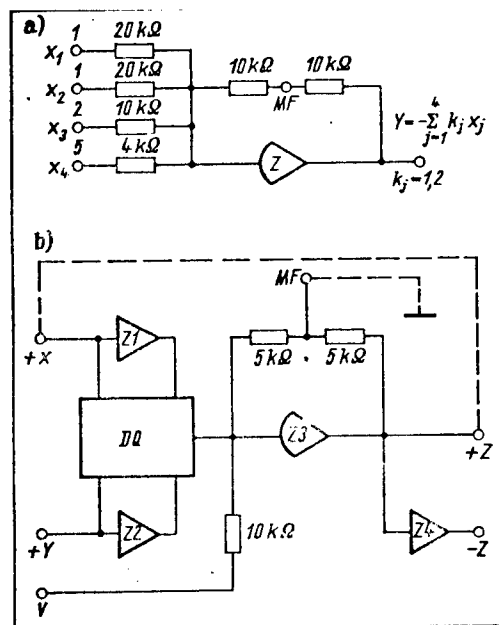 a)
1
20 kΩ
x1
1
20 kΩ
x2
2
10 kΩ
x3
5
4 kΩ
x4
10 kΩ
10 kΩ
MF
Z
Y=-∑ kj xj
4
j=1
kj=1,2
b)
MF
+X
Z1
5 kΩ
5 kΩ
DQ
Z3
+Z
+Y
Z2
10 kΩ
Z4
-Z
V